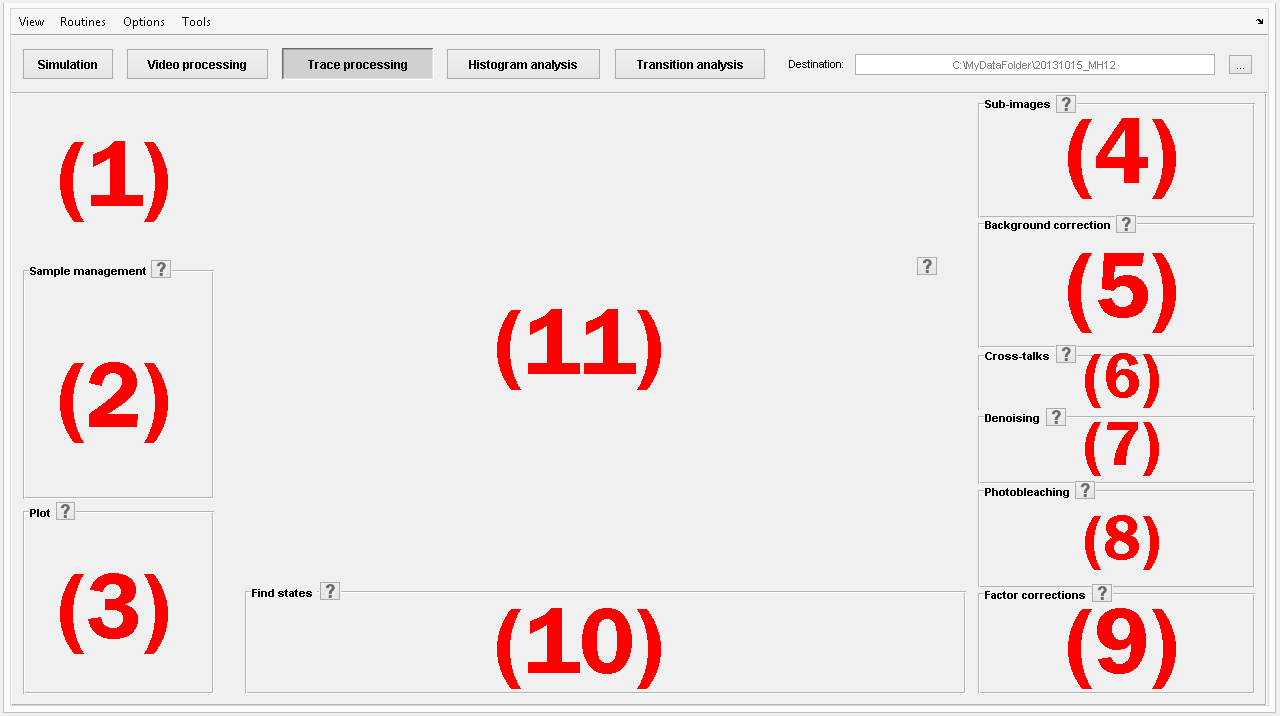 View Routines Options Tools
Simulation Video processing Trace processing Histogram analysis Transition analysis Destination: C:\MyDataFolder\20131015_MH12 ...
(1)
Sample management ?
(2)
Plot ?
(3)
?
(11)
Find states ?
(10)
Sub-images ?
(4)
Background correction ?
(5)
Cross-talks ?
(6)
Denoising ?
(7)
Photobleaching ?
(8)
Factor corrections ?
(9)